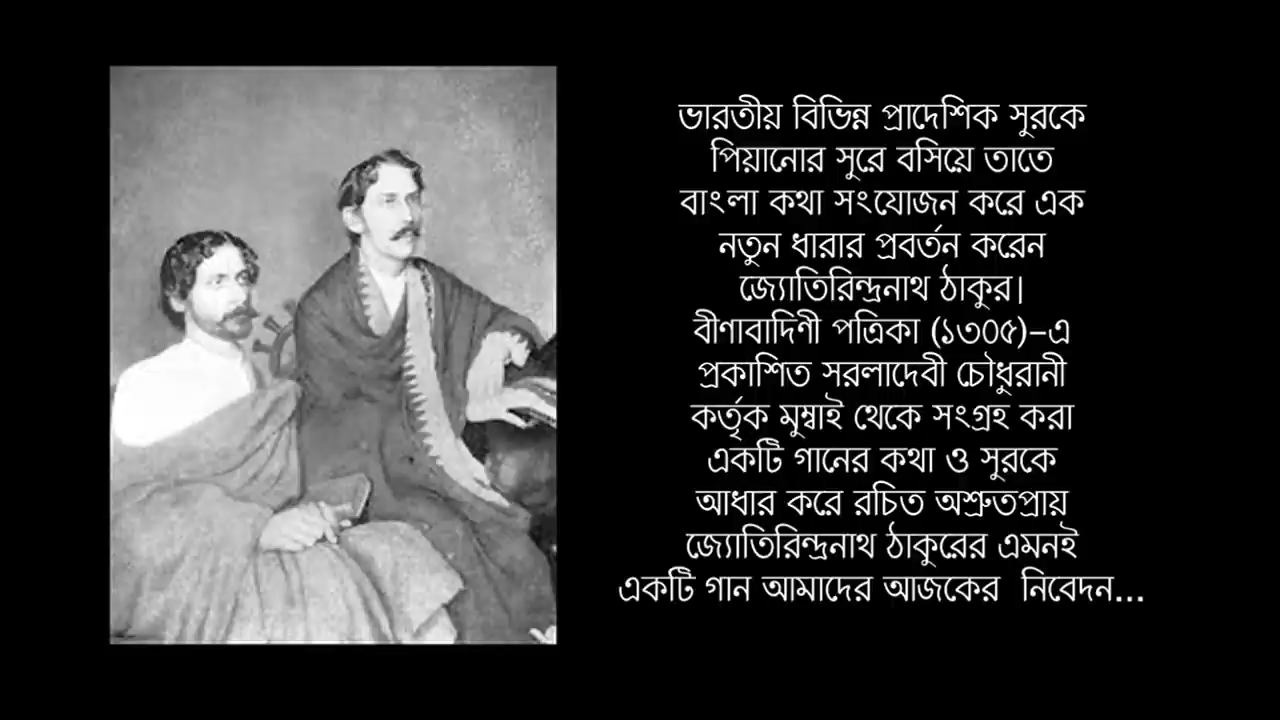 ভারতীয় বিভিন্ন প্রাদেশিক সুরকে
পিয়ানোর সুরে বসিয়ে তাতে
বাংলা কথা সংযোজন করে এক
নতুন ধারার প্রবর্তন করেন
জ্যোতিরিন্দ্রনাথ ঠাকুর।
বীণাবাদিণী পত্রিকা (১৩০৫)–এ
প্রকাশিত সরলাদেবী চৌধুরানী
কর্তৃক মুম্বাই থেকে সংগ্রহ করা
একটি গানের কথা ও সুরকে
আধার করে রচিত অশ্রুতপ্রায়
জ্যোতিরিন্দ্রনাথ ঠাকুরের এমনই
একটি গান আমাদের আজকের নিবেদন...